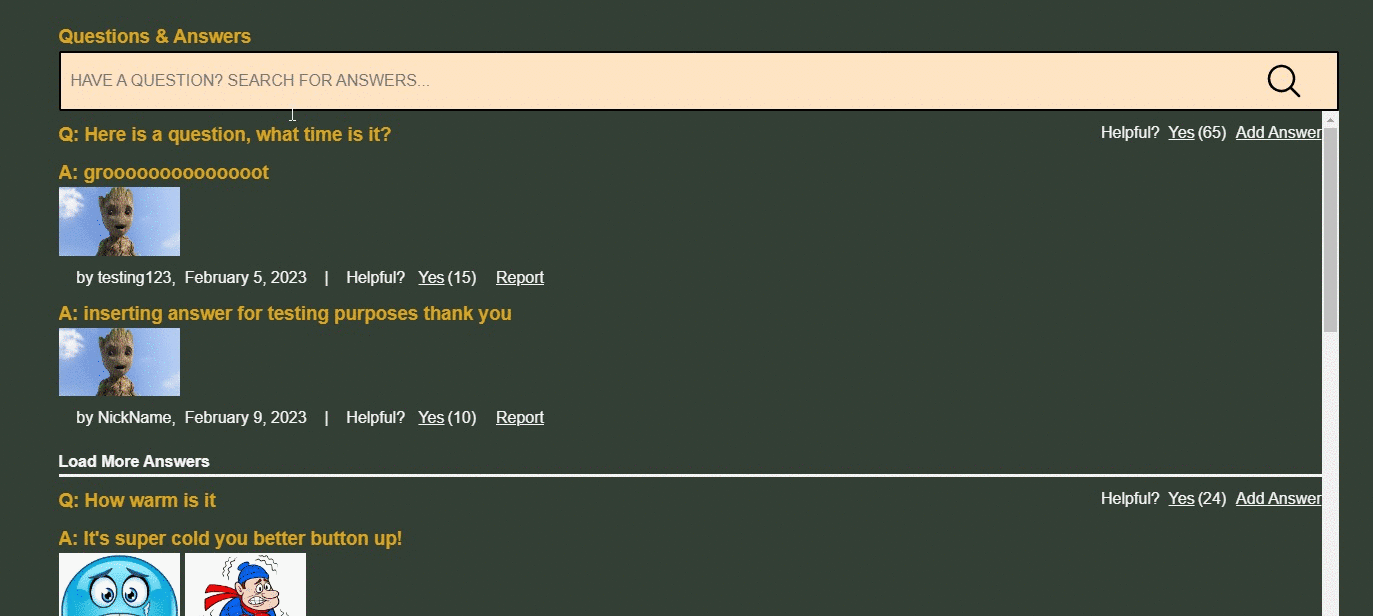 Questions & Answers
HAVE A QUESTION? SEARCH FOR ANSWERS...
Q: Here is a question, what time is it? Helpful? Yes (65) Add Answer
A: groooooooooooooot
by testing123, February 5, 2023 | Helpful? Yes (15) Report
A: inserting answer for testing purposes thank you
by NickName, February 9, 2023 | Helpful? Yes (10) Report
Load More Answers
Q: How warm is it Helpful? Yes (24) Add Answer
A: It's super cold you better button up!